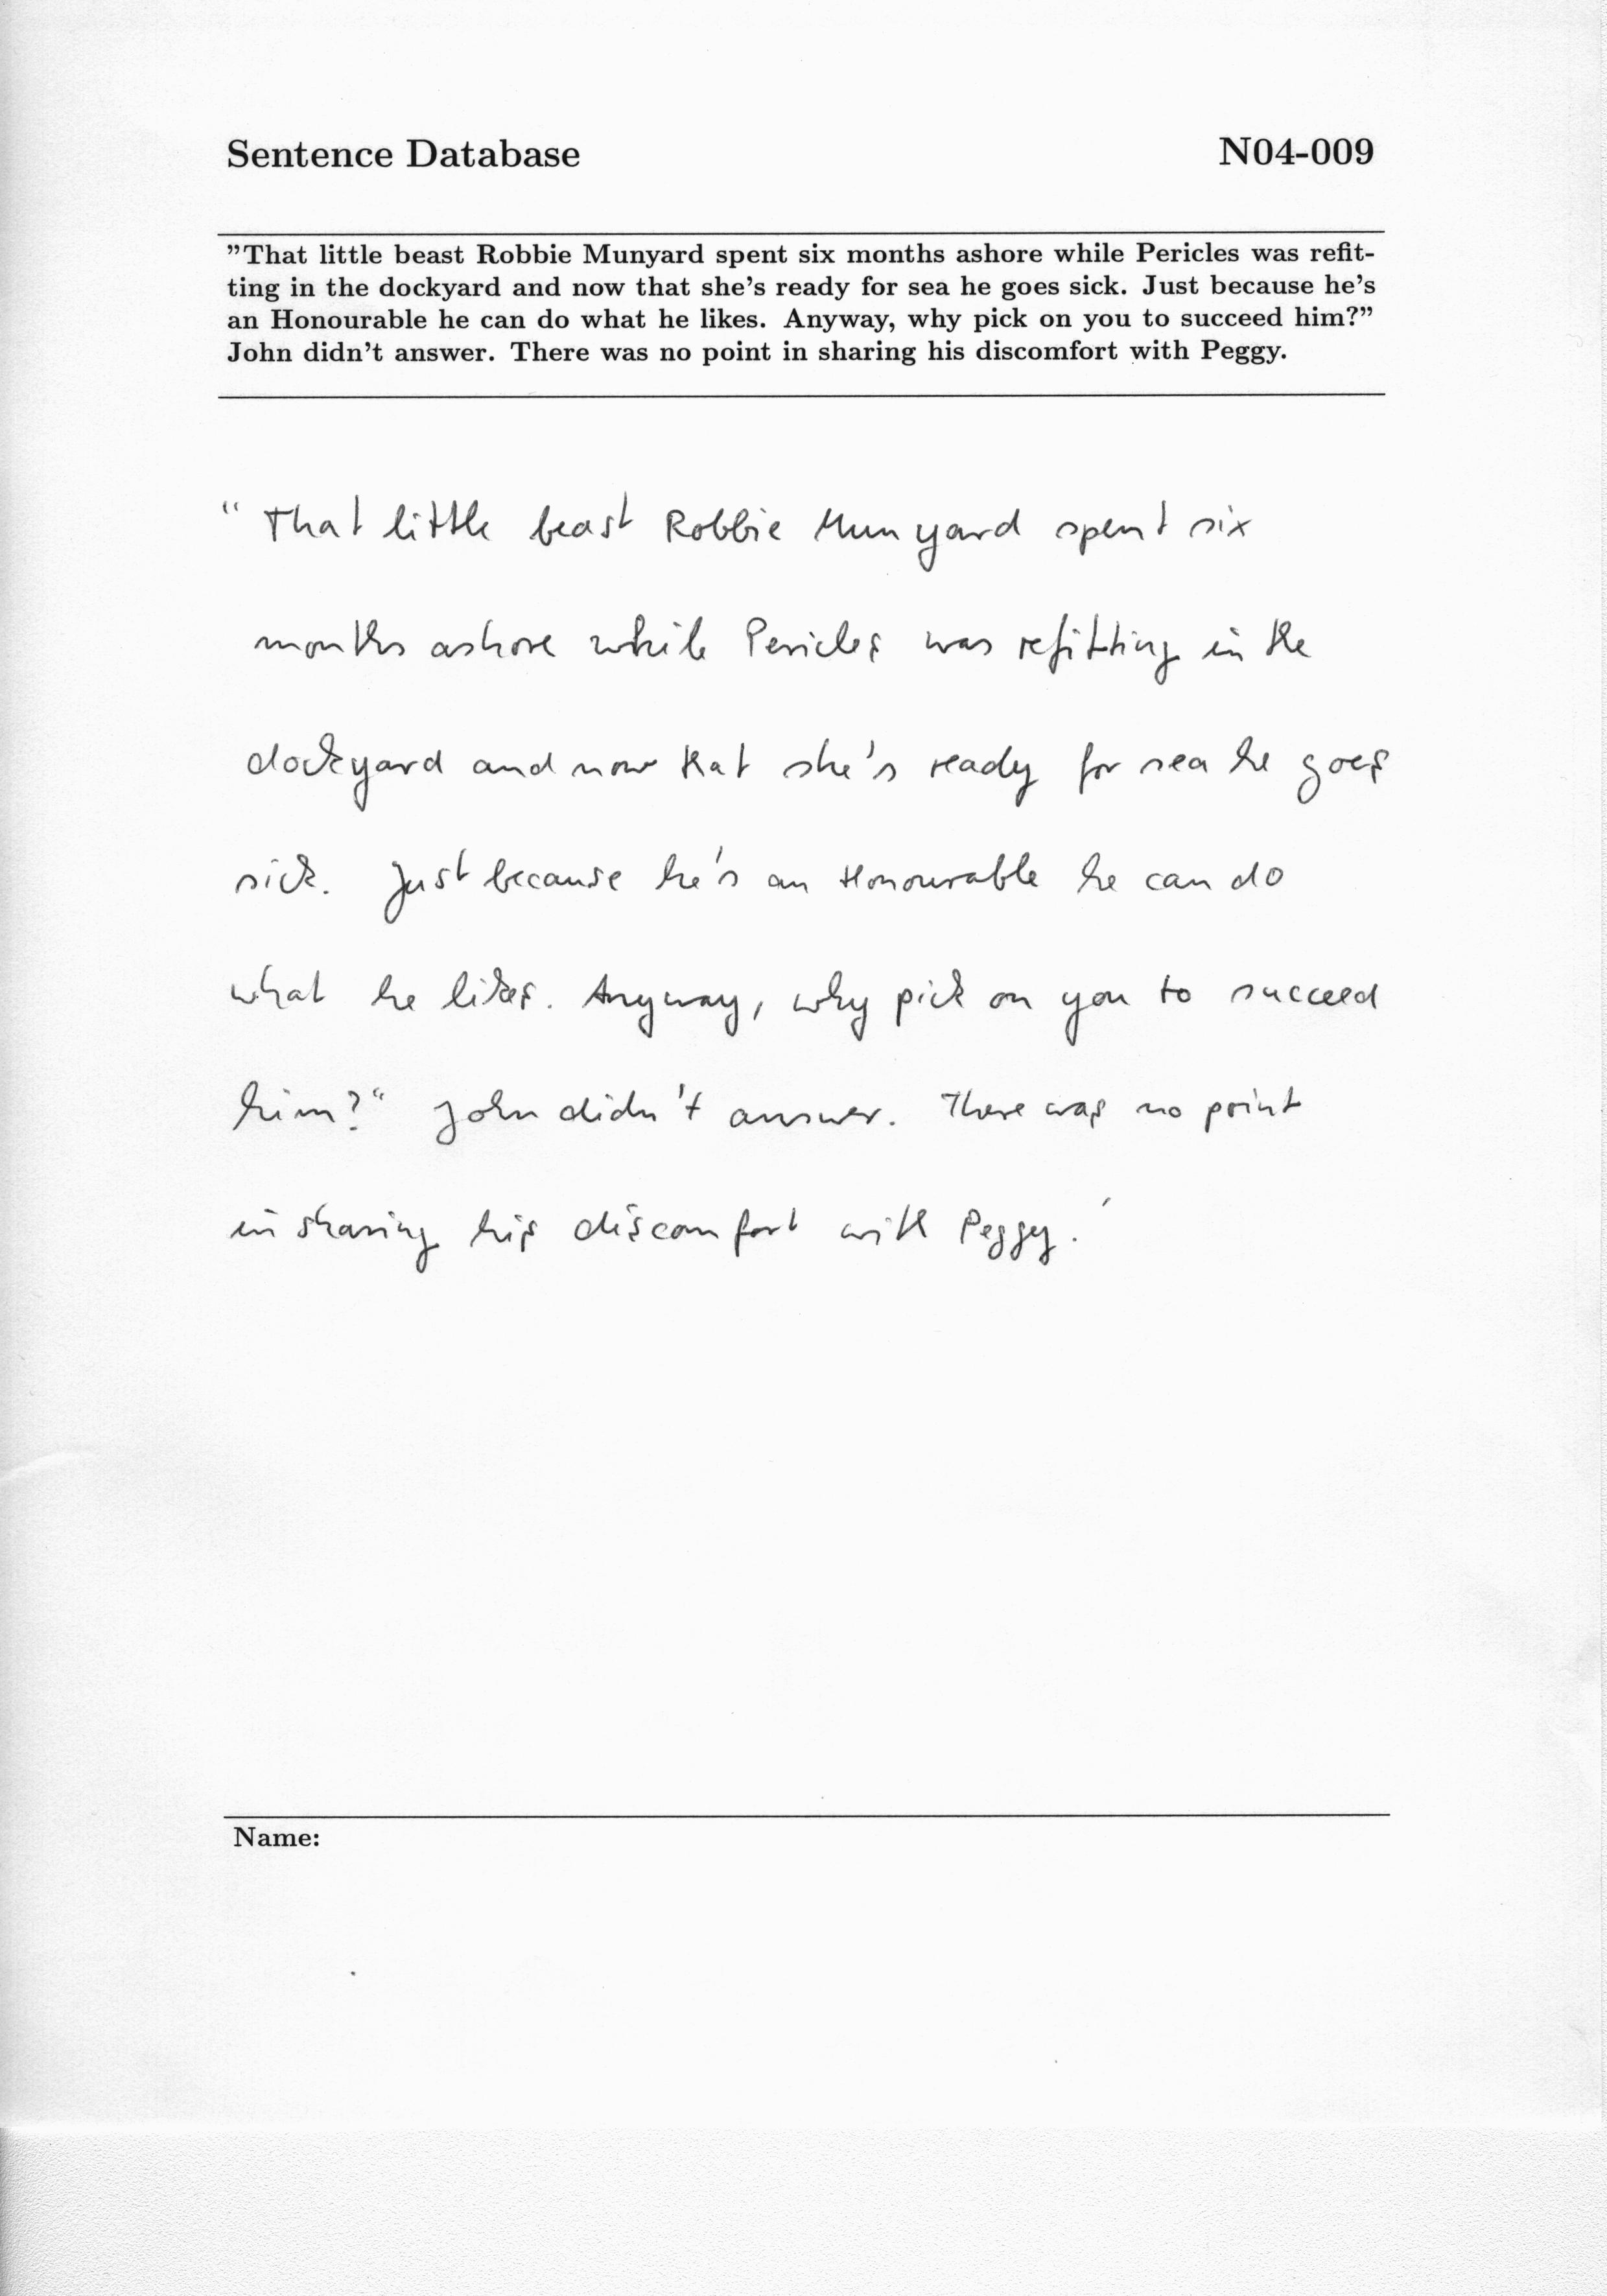 Sentence Database N04-009
"That little beast Robbie Munyard spent six months ashore while Pericles was refit-
ting in the dockyard and now that she's ready for sea he goes sick. Just because he's
an Honourable he can do what he likes. Anyway, why pick on you to succeed him?"
John didn't answer. There was no point in sharing his discomfort with Peggy.
" That little beast Robbie Munyard spent six
months ashore while Pericles was refitting in the
dockyard and now that she's ready for sea he goes
sick. Just because he's an Honourable he can do
what he likes. Anyway, why pick on you to succeed
him?" John didn't answer. There was no point
in sharing his discomfort with Peggy.'
Name: